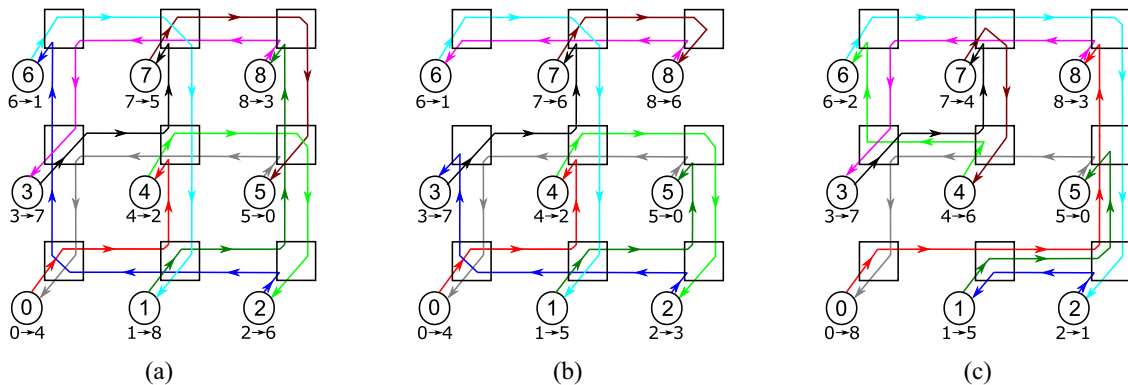 6 7 8 6 7 8 6 7 8
6→1 7→5 8→3 6→1 7→6 8→6 6→2 7→4 8→3
3 4 5 3 4 5 3 4 5
3→7 4→2 5→0 3→7 4→2 5→0 3→7 4→6 5→0
0 1 2 0 1 2 0 1 2
0→4 1→8 2→6 0→4 1→5 2→3 0→8 1→5 2→1
(a) (b) (c)